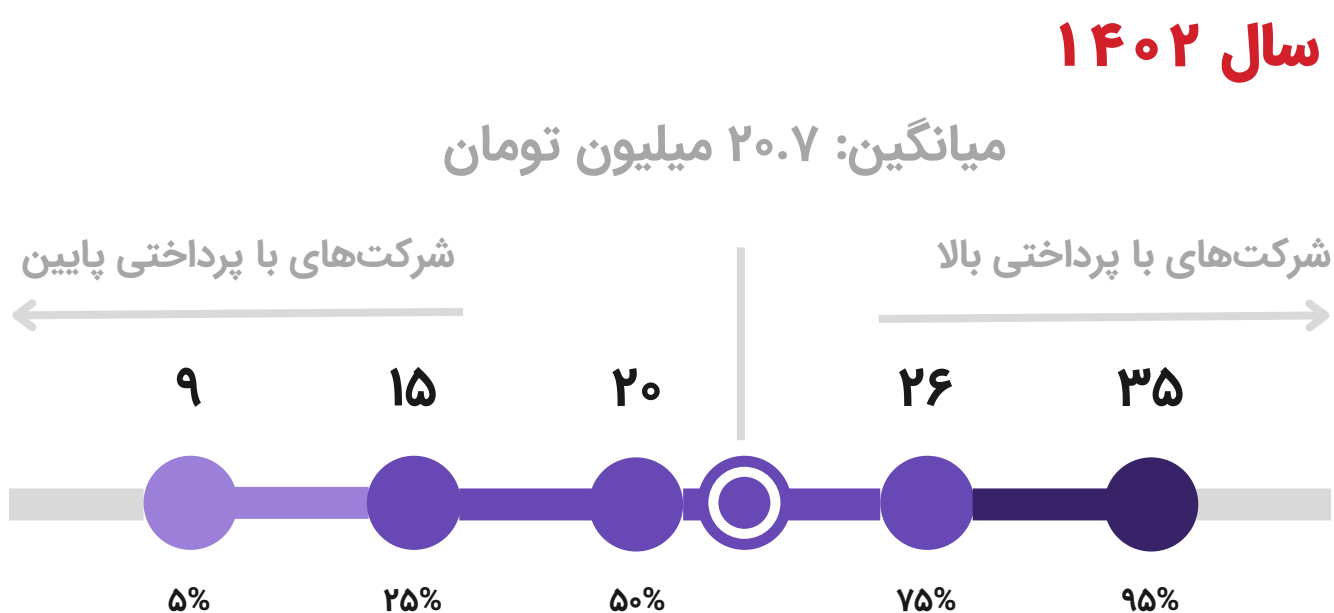 سال ۱۴۰۲
میانگین: ۲۰.۷ میلیون تومان
شرکت‌های با پرداختی بالا
شرکت‌های با پرداختی پایین
۹ ۱۵ ۲۰ ۲۶ ۳۵
۵% ۲۵% ۵۰% ۷۵% ۹۵%